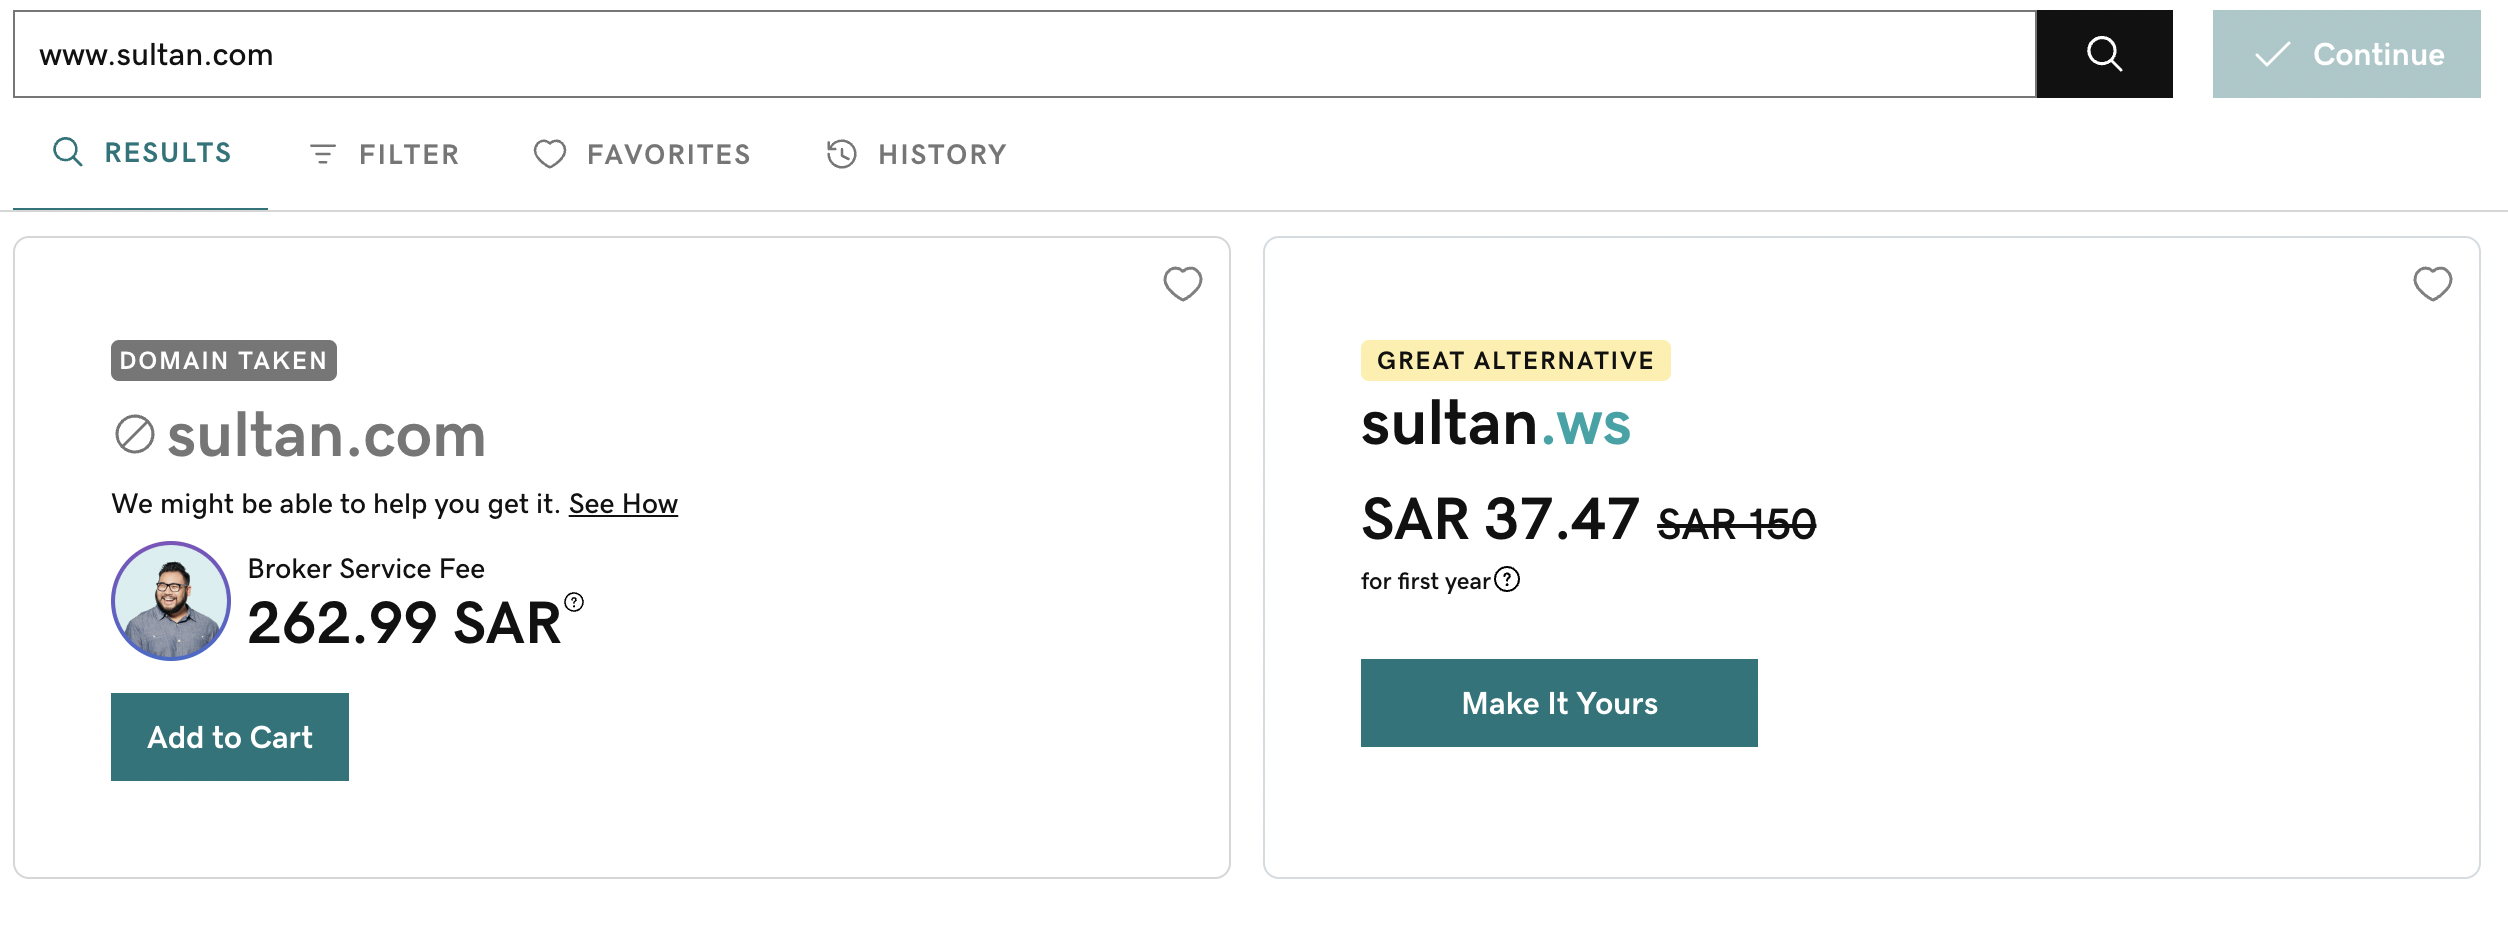 www.sultan.com
Continue
RESULTS
FILTER
FAVORITES
HISTORY
DOMAIN TAKEN
sultan.com
We might be able to help you get it. See How
Broker Service Fee
262.99 SAR
Add to Cart
GREAT ALTERNATIVE
sultan.ws
SAR 37.47 SAR 150
for first year
Make It Yours